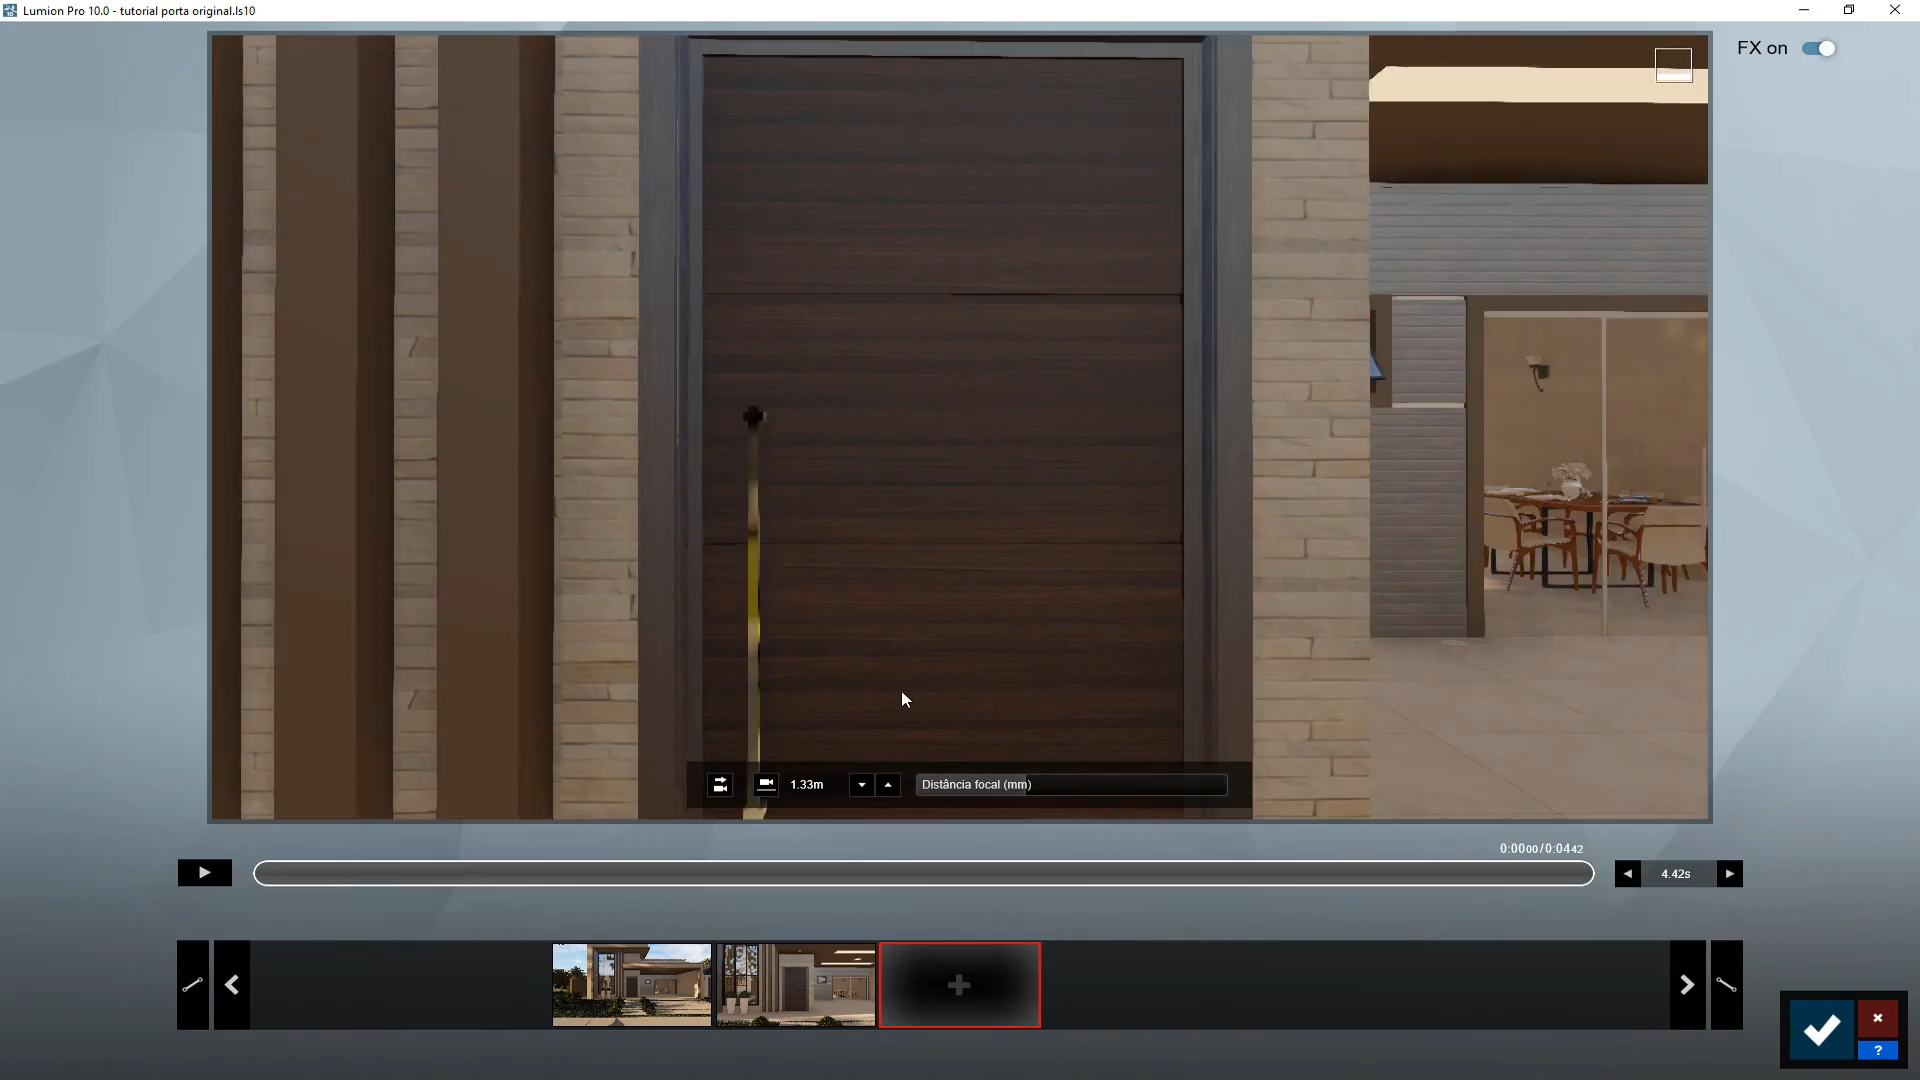 Lumion Pro 10.0 - tutorial porta original.ls10
FX on
1.33m
Distância focal (mm)
0:0000/0:0442
4.42s
?